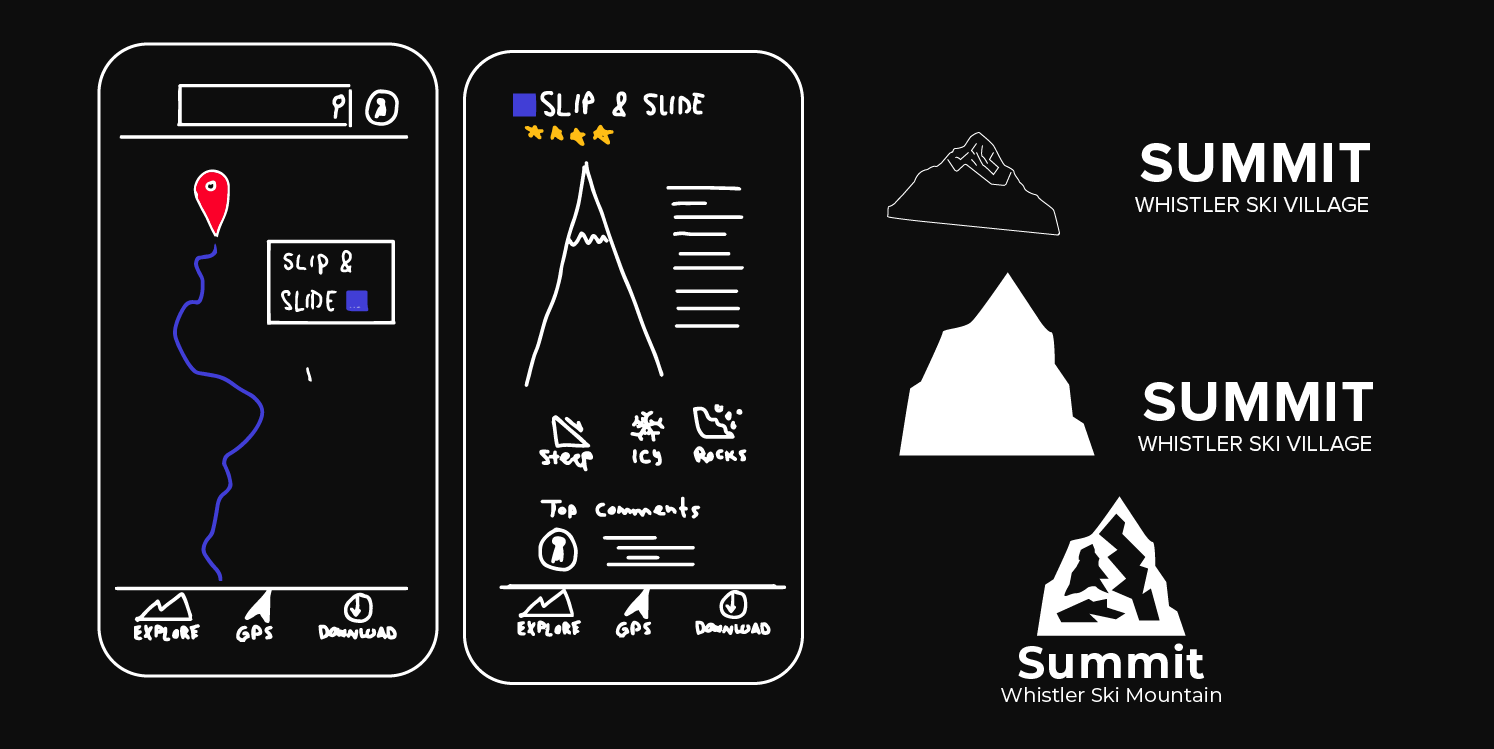 SLIP &
SLIDE
EXPLORE
GPS
DOWNLOAD
SLIP & SLIDE
Steep
ICY
ROCKS
Top Comments
EXPLORE
GPS
DOWNLOAD
SUMMIT
WHISTLER SKI VILLAGE
SUMMIT
WHISTLER SKI VILLAGE
Summit
Whistler Ski Mountain